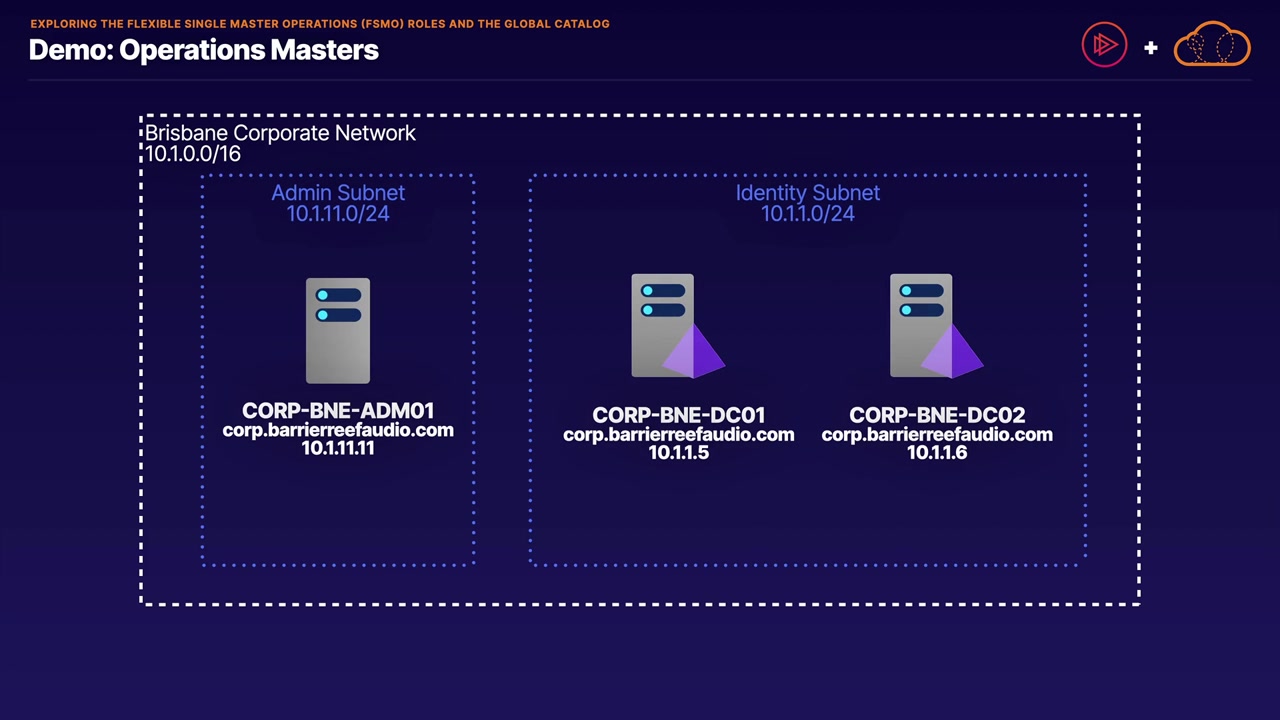 EXPLORING THE FLEXIBLE SINGLE MASTER OPERATIONS (FSMO) ROLES AND THE GLOBAL CATALOG
Demo: Operations Masters
+
Brisbane Corporate Network
10.1.0.0/16
Admin Subnet
10.1.11.0/24
CORP-BNE-ADM01
corp.barrierreefaudio.com
10.1.11.11
Identity Subnet
10.1.1.0/24
CORP-BNE-DC01
corp.barrierreefaudio.com
10.1.1.5
CORP-BNE-DC02
corp.barrierreefaudio.com
10.1.1.6